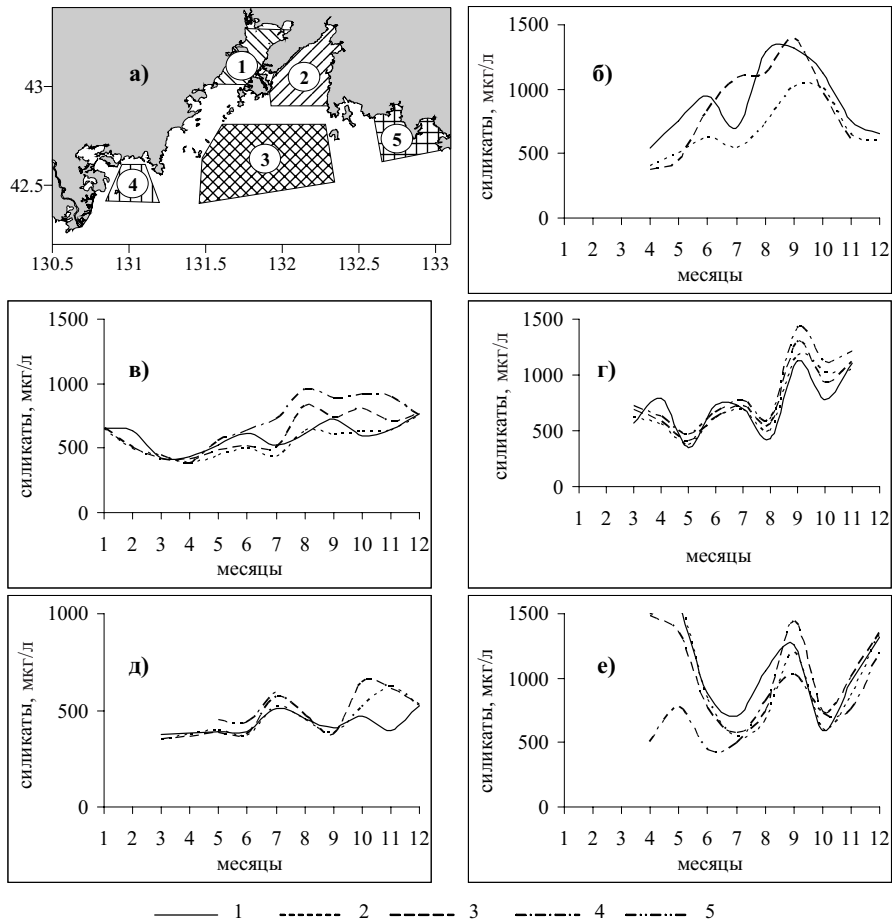 а)
1
2
3
4
5
43
42.5
130.5 131 131.5 132 132.5 133
б)
силикаты, мкг/л
1500
1000
500
0
1 2 3 4 5 6 7 8 9 10 11 12
месяцы
в)
силикаты, мкг/л
1500
1000
500
0
1 2 3 4 5 6 7 8 9 10 11 12
месяцы
г)
силикаты, мкг/л
1500
1000
500
0
1 2 3 4 5 6 7 8 9 10 11 12
месяцы
д)
силикаты, мкг/л
1000
500
0
1 2 3 4 5 6 7 8 9 10 11 12
месяцы
е)
силикаты, мкг/л
1500
1000
500
0
1 2 3 4 5 6 7 8 9 10 11 12
месяцы
1 2 3 4 5